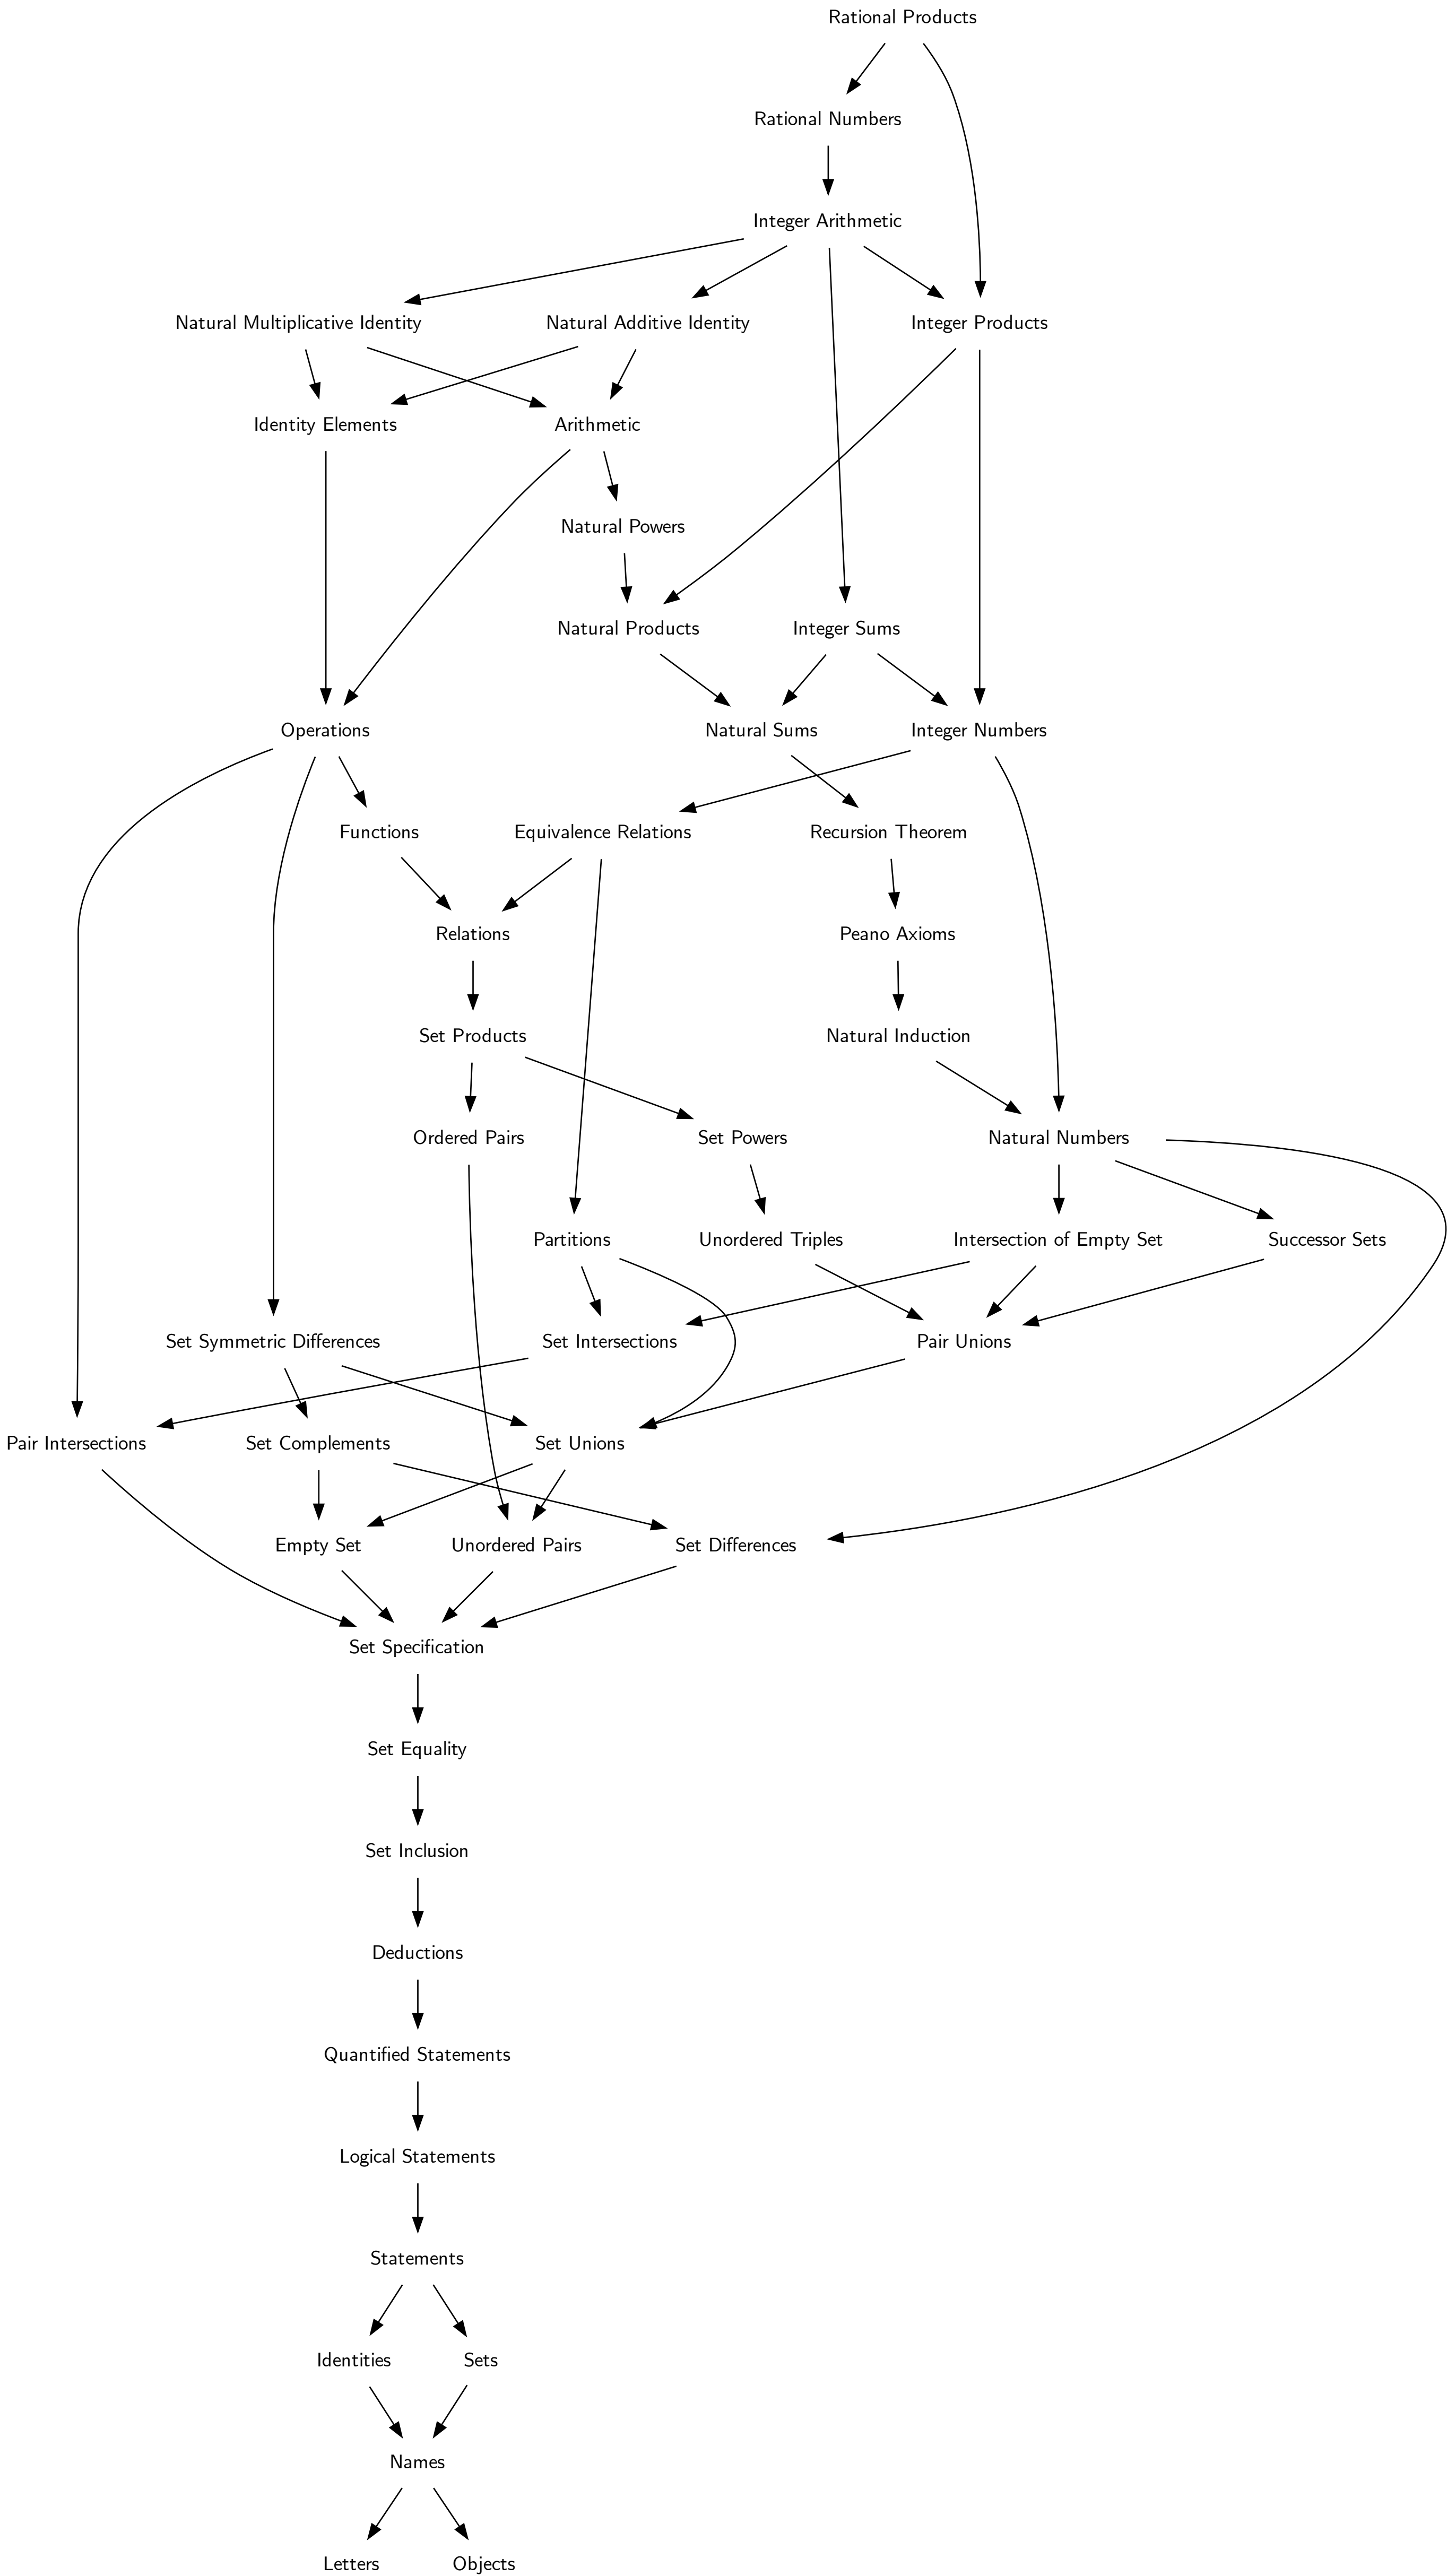 Rational Products
Rational Numbers
Integer Arithmetic
Natural Multiplicative Identity
Natural Additive Identity
Integer Products
Identity Elements
Arithmetic
Natural Powers
Natural Products
Integer Sums
Operations
Natural Sums
Integer Numbers
Functions
Equivalence Relations
Recursion Theorem
Relations
Peano Axioms
Set Products
Natural Induction
Ordered Pairs
Set Powers
Natural Numbers
Partitions
Unordered Triples
Intersection of Empty Set
Successor Sets
Set Symmetric Differences
Set Intersections
Pair Unions
Pair Intersections
Set Complements
Set Unions
Empty Set
Unordered Pairs
Set Differences
Set Specification
Set Equality
Set Inclusion
Deductions
Quantified Statements
Logical Statements
Statements
Identities
Sets
Names
Letters
Objects